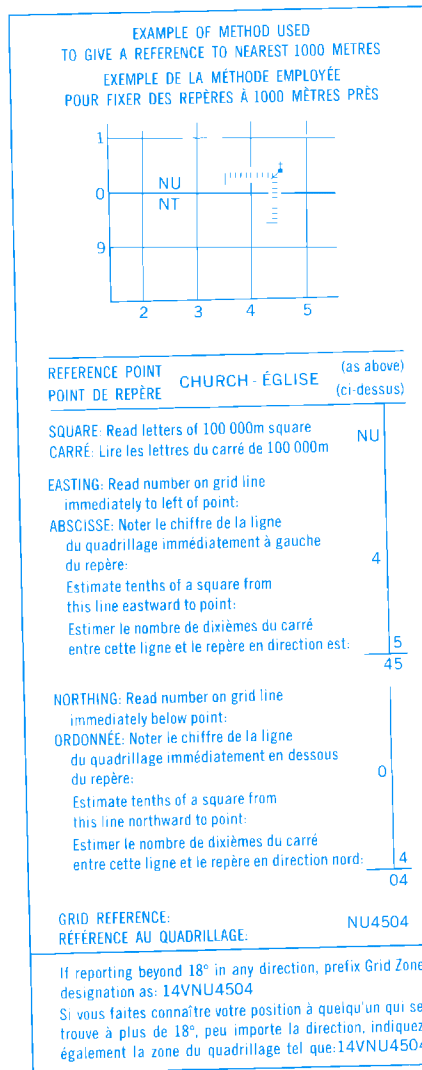 EXAMPLE OF METHOD USED
TO GIVE A REFERENCE TO NEAREST 1000 METRES
EXEMPLE DE LA MÉTHODE EMPLOYÉE
POUR FIXER DES REPÈRES À 1000 MÈTRES PRÈS
1
NU
0
NT
9
2 3 4 5
REFERENCE POINT
POINT DE REPÈRE
CHURCH - ÉGLISE
(as above)
(ci-dessus)
SQUARE: Read letters of 100 000m square
CARRÉ: Lire les lettres du carré de 100 000m
NU
EASTING: Read number on grid line
immediately to left of point:
ABSCISSE: Noter le chiffre de la ligne
du quadrillage immédiatement à gauche
du repère:
4
Estimate tenths of a square from
this line eastward to point:
Estimer le nombre de dixièmes du carré
entre cette ligne et le repère en direction est: 5
45
NORTHING: Read number on grid line
immediately below point:
ORDONNÉE: Noter le chiffre de la ligne
du quadrillage immédiatement en dessous
du repère:
0
Estimate tenths of a square from
this line northward to point:
Estimer le nombre de dixièmes du carré
entre cette ligne et le repère en direction nord: 4
04
GRID REFERENCE:
RÉFÉRENCE AU QUADRILLAGE:
NU4504
If reporting beyond 18° in any direction, prefix Grid Zone
designation as: 14VNU4504
Si vous faites connaître votre position à quelqu'un qui se
trouve à plus de 18°, peu importe la direction, indiquez
également la zone du quadrillage tel que:14VNU4504